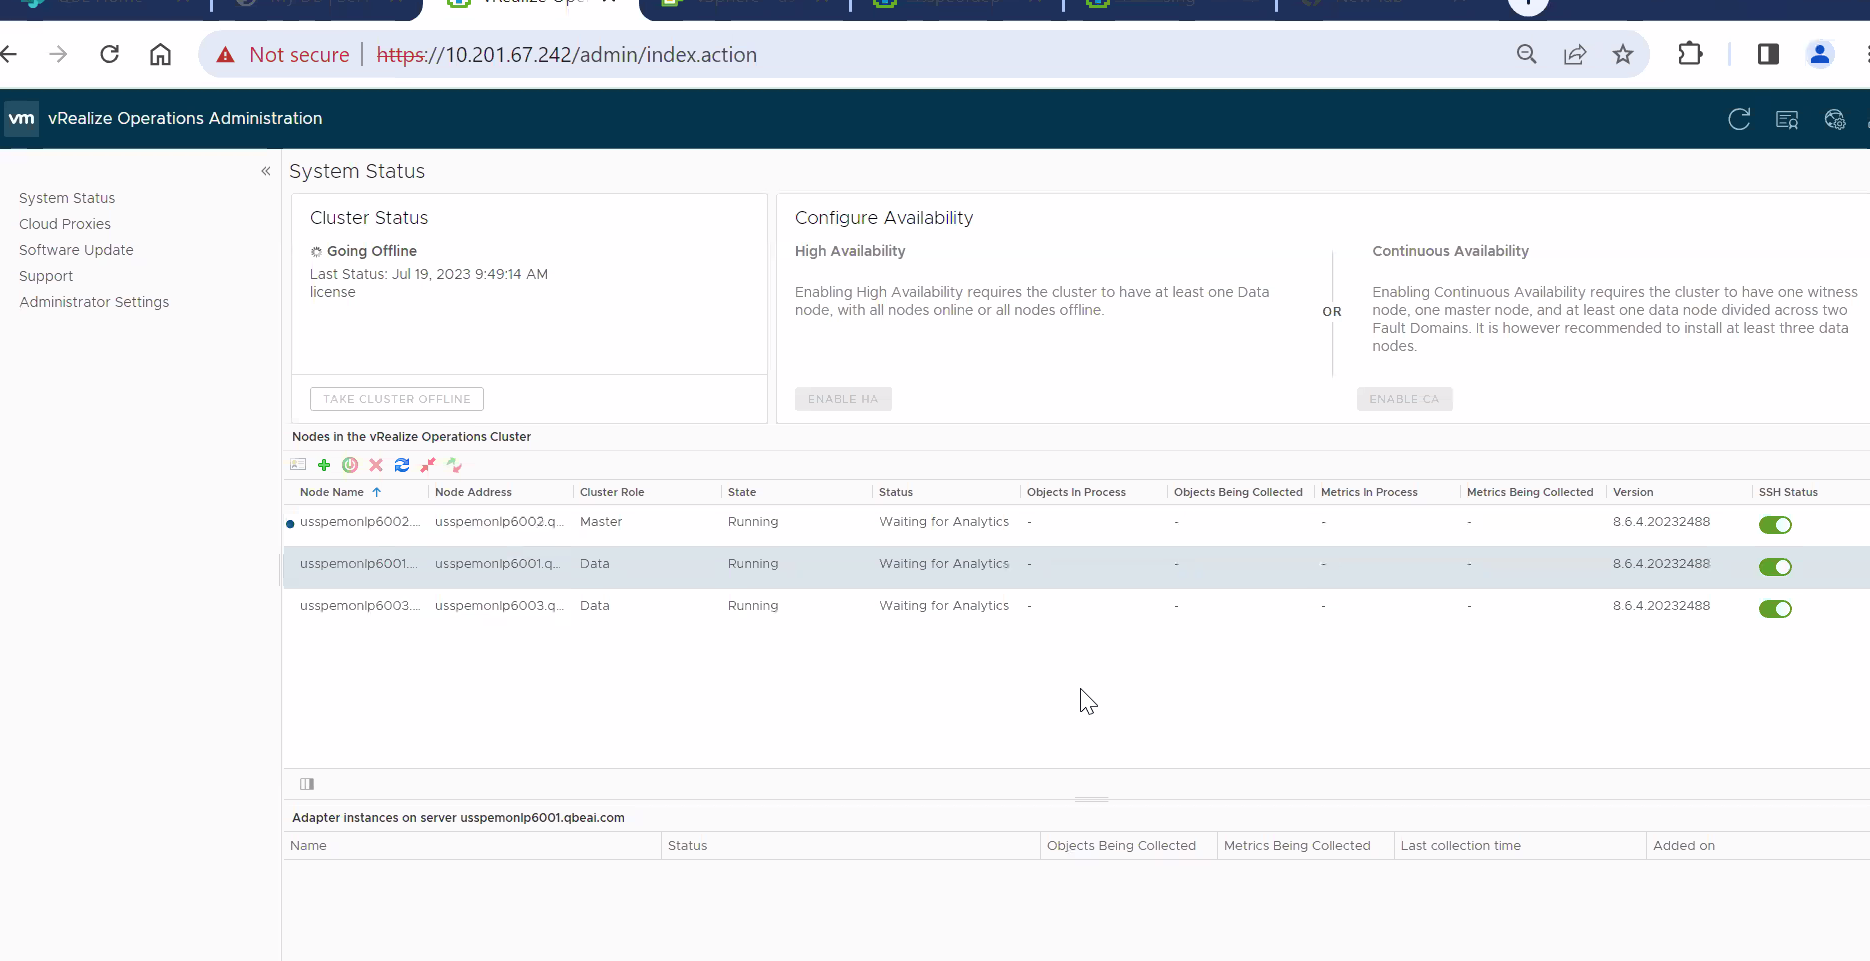 Not secure
https://10.201.67.242/admin/index.action
vm vRealize Operations Administration
System Status
Cloud Proxies
Software Update
Support
Administrator Settings
System Status
Cluster Status
Going Offline
Last Status: Jul 19, 2023 9:49:14 AM
license
TAKE CLUSTER OFFLINE
Configure Availability
High Availability
Enabling High Availability requires the cluster to have at least one Data
node, with all nodes online or all nodes offline.
ENABLE HA
OR
Continuous Availability
Enabling Continuous Availability requires the cluster to have one witness
node, one master node, and at least one data node divided across two
Fault Domains. It is however recommended to install at least three data
nodes.
ENABLE CA
Nodes in the vRealize Operations Cluster
Node Name Node Address Cluster Role State Status Objects In Process Objects Being Collected Metrics In Process Metrics Being Collected Version SSH Status
usspemonlp6002.... usspemonlp6002.q... Master Running Waiting for Analytics - - - - 8.6.4.20232488
usspemonlp6001.... usspemonlp6001.q... Data Running Waiting for Analytics - - - - 8.6.4.20232488
usspemonlp6003.... usspemonlp6003.q... Data Running Waiting for Analytics - - - - 8.6.4.20232488
Adapter instances on server usspemonlp6001.qbeai.com
Name Status Objects Being Collected Metrics Being Collected Last collection time Added on